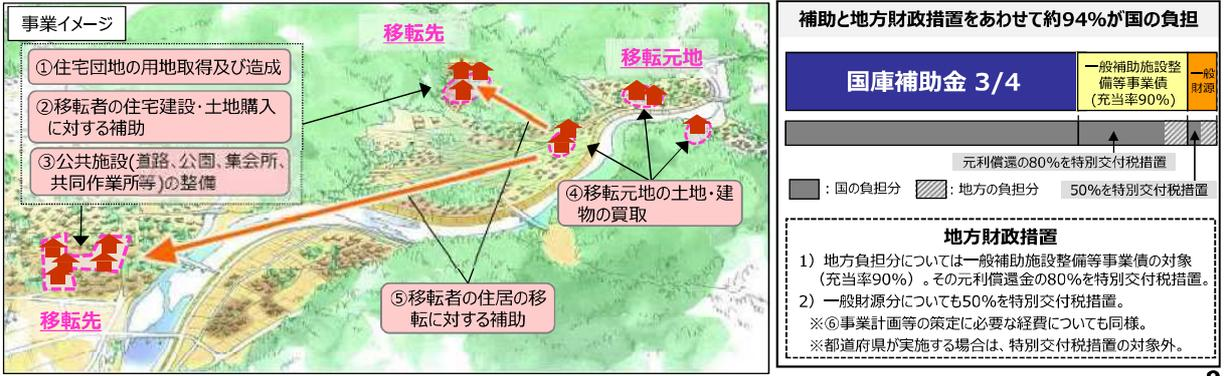 事業イメージ
移転先
移転元地
①住宅団地の用地取得及び造成
②移転者の住宅建設･土地購入
に対する補助
③公共施設(道路、公園、集会所、
共同作業所等)の整備
④移転元地の土地･建
物の買取
⑤移転者の住居の移
転に対する補助
移転先
補助と地方財政措置をあわせて約94%が国の負担
国庫補助金 3/4
一般補助施設整
備等事業債
(充当率90%)
一般
財源
元利償還の80%を特別交付税措置
：国の負担分
：地方の負担分
50%を特別交付税措置
地方財政措置
1）地方負担分については一般補助施設整備等事業債の対象
（充当率90%）。その元利償還金の80%を特別交付税措置。
2）一般財源分についても50%を特別交付税措置。
※⑥事業計画等の策定に必要な経費についても同様。
※都道府県が実施する場合は、特別交付税措置の対象外。